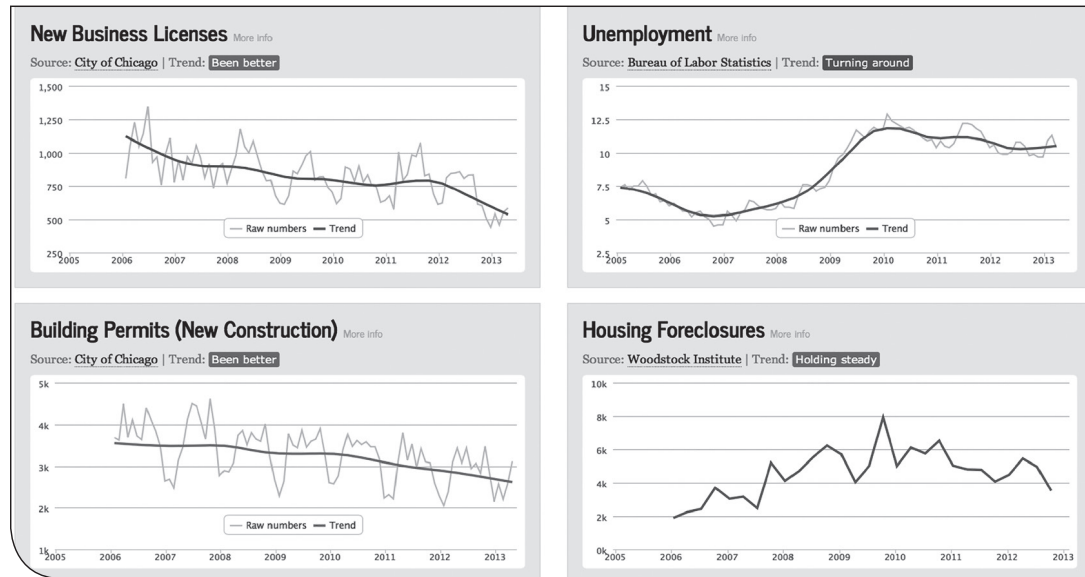 New Business Licenses More info
Source: City of Chicago | Trend: Been better
1,500
1,250
1,000
750
500
250
Raw numbers Trend
2005 2006 2007 2008 2009 2010 2011 2012 2013
Unemployment More info
Source: Bureau of Labor Statistics | Trend: Turning around
15
12.5
10
7.5
5
2.5
Raw numbers Trend
2005 2006 2007 2008 2009 2010 2011 2012 2013
Building Permits (New Construction) More info
Source: City of Chicago | Trend: Been better
5k
4k
3k
2k
1k
Raw numbers Trend
2005 2006 2007 2008 2009 2010 2011 2012 2013
Housing Foreclosures More info
Source: Woodstock Institute | Trend: Holding steady
10k
8k
6k
4k
2k
0k
2005 2006 2007 2008 2009 2010 2011 2012 2013